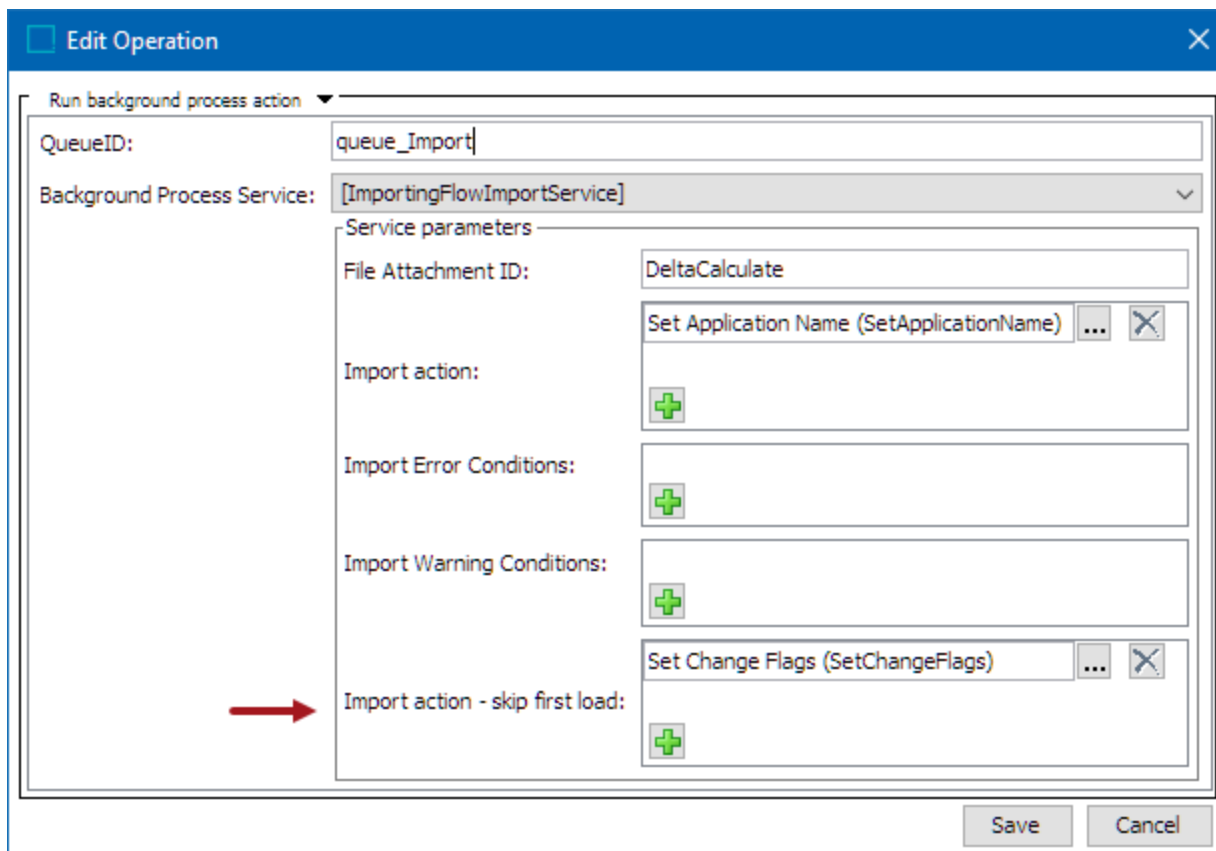 Edit Operation
Run background process action
QueueID: queue_Import
Background Process Service: [ImportingFlowImportService]
Service parameters
File Attachment ID: DeltaCalculate
Set Application Name (SetApplicationName) ...
Import action:
Import Error Conditions:
Import Warning Conditions:
Set Change Flags (SetChangeFlags) ...
Import action - skip first load:
Save Cancel